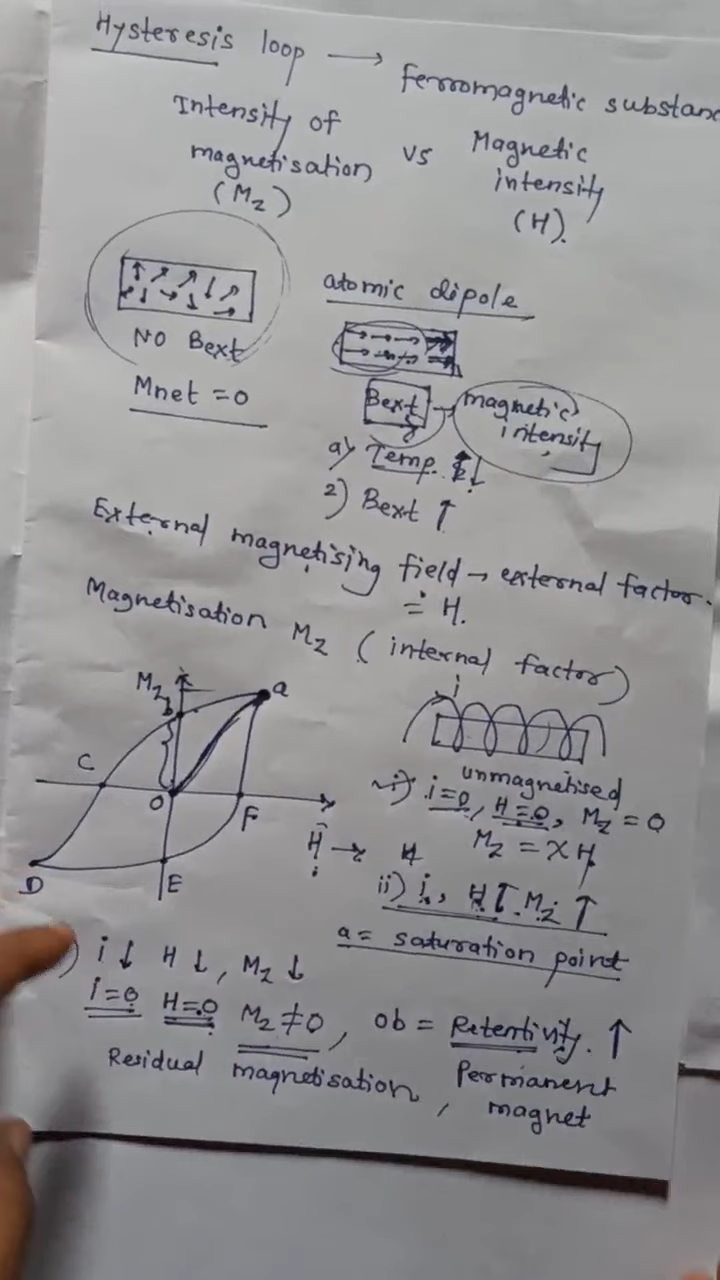 Hysteresis loop → ferromagnetic substanc
Intensity of magnetisation (Mz) vs Magnetic intensity (H).
NO Bext
Mnet = 0
atomic dipole
Bext → magnetic intensity
a) Temp ↓
2) Bext ↑
External magnetising field → external factor.
= H.
Magnetisation Mz (internal factor)
Mz
b
a
C
O
F
H →
D
E
i
unmagnetised
i) i=0, H=0, Mz = 0
Mz = χH
ii) i, H↑ Mz ↑
a = saturation point
) i ↓ H ↓, Mz ↓
i=0 H=0 Mz ≠ 0, ob = Retentivity. ↑
Residual magnetisation, Permanent magnet